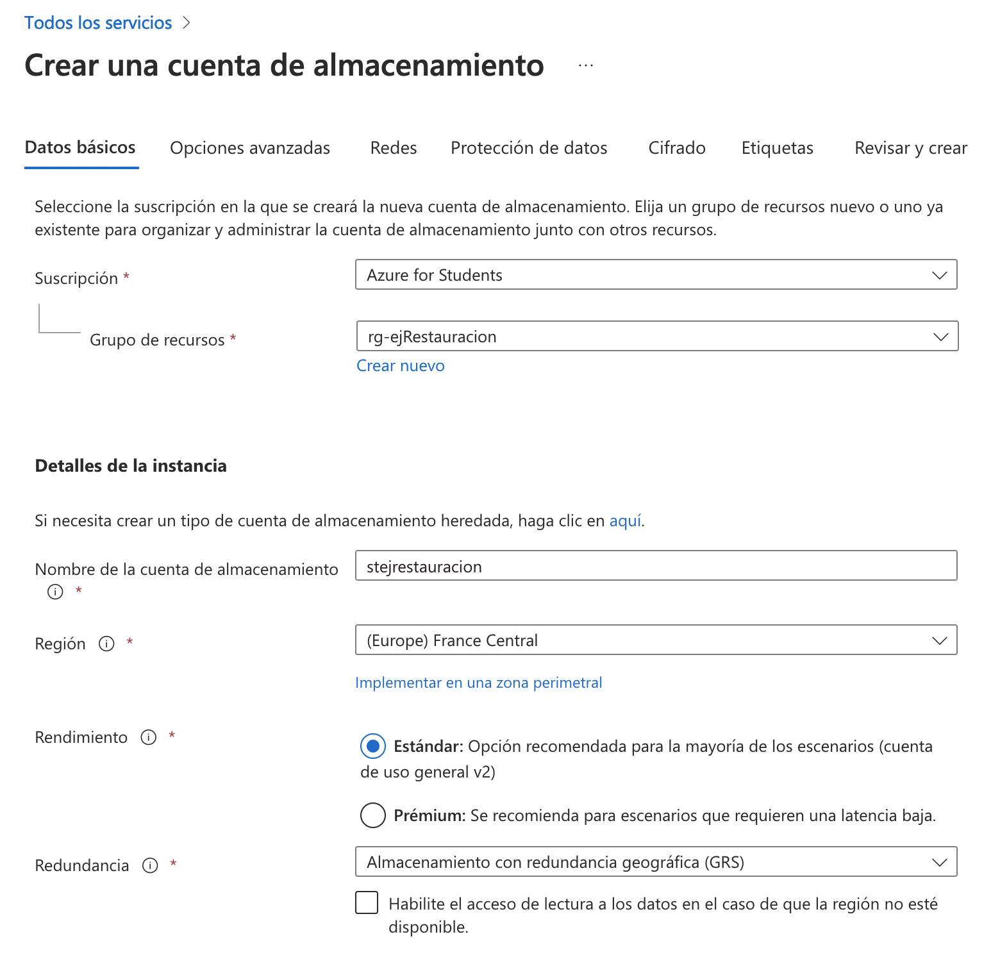 Todos los servicios
Crear una cuenta de almacenamiento ...
Datos básicos Opciones avanzadas Redes Protección de datos Cifrado Etiquetas Revisar y crear
Seleccione la suscripción en la que se creará la nueva cuenta de almacenamiento. Elija un grupo de recursos nuevo o uno ya
existente para organizar y administrar la cuenta de almacenamiento junto con otros recursos.
Suscripción * Azure for Students
Grupo de recursos * rg-ejRestauracion
Crear nuevo
Detalles de la instancia
Si necesita crear un tipo de cuenta de almacenamiento heredada, haga clic en aquí.
Nombre de la cuenta de almacenamiento stejrestauracion
*
Región * (Europe) France Central
Implementar en una zona perimetral
Rendimiento * Estándar: Opción recomendada para la mayoría de los escenarios (cuenta
de uso general v2)
Prémium: Se recomienda para escenarios que requieren una latencia baja.
Redundancia * Almacenamiento con redundancia geográfica (GRS)
Habilite el acceso de lectura a los datos en el caso de que la región no esté
disponible.